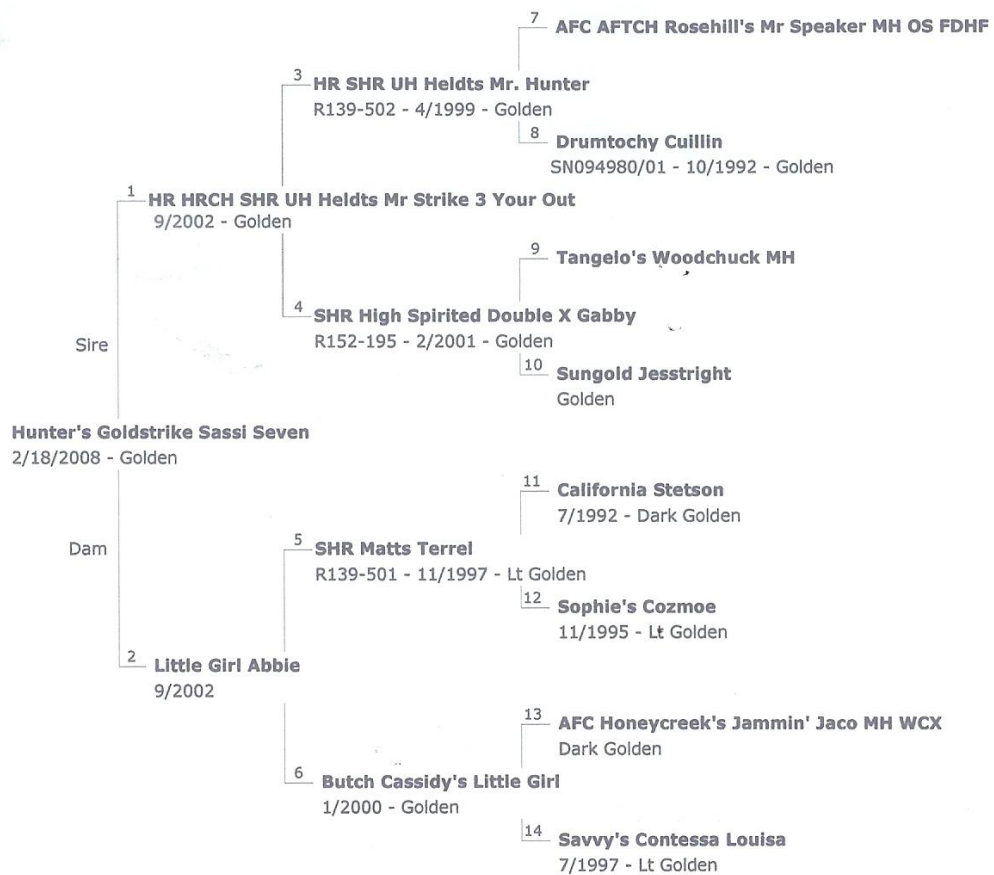 7 AFC AFTCH Rosehill's Mr Speaker MH OS FDHF
3 HR SHR UH Heldts Mr. Hunter
R139-502 - 4/1999 - Golden
8 Drumtochy Cuillin
SN094980/01 - 10/1992 - Golden
1 HR HRCH SHR UH Heldts Mr Strike 3 Your Out
9/2002 - Golden
9 Tangelo's Woodchuck MH
4 SHR High Spirited Double X Gabby
R152-195 - 2/2001 - Golden
Sire
10 Sungold Jesstright
Golden
Hunter's Goldstrike Sassi Seven
2/18/2008 - Golden
11 California Stetson
7/1992 - Dark Golden
Dam
5 SHR Matts Terrel
R139-501 - 11/1997 - Lt Golden
12 Sophie's Cozmoe
11/1995 - Lt Golden
2 Little Girl Abbie
9/2002
13 AFC Honeycreek's Jammin' Jaco MH WCX
Dark Golden
6 Butch Cassidy's Little Girl
1/2000 - Golden
14 Savvy's Contessa Louisa
7/1997 - Lt Golden